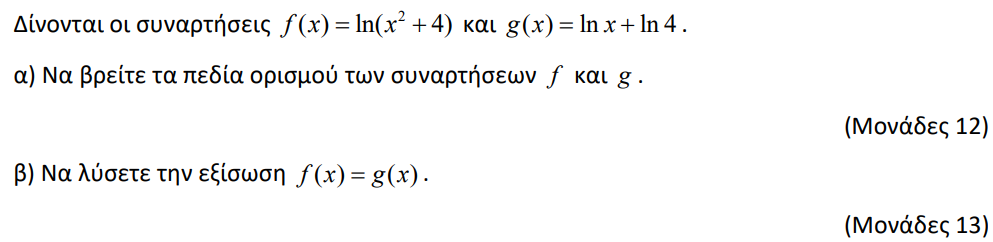 Δίνονται οι συναρτήσεις f(x) = ln(x² + 4) και g(x) = ln x + ln 4 .
α) Να βρείτε τα πεδία ορισμού των συναρτήσεων f και g .
(Μονάδες 12)
β) Να λύσετε την εξίσωση f(x) = g(x) .
(Μονάδες 13)